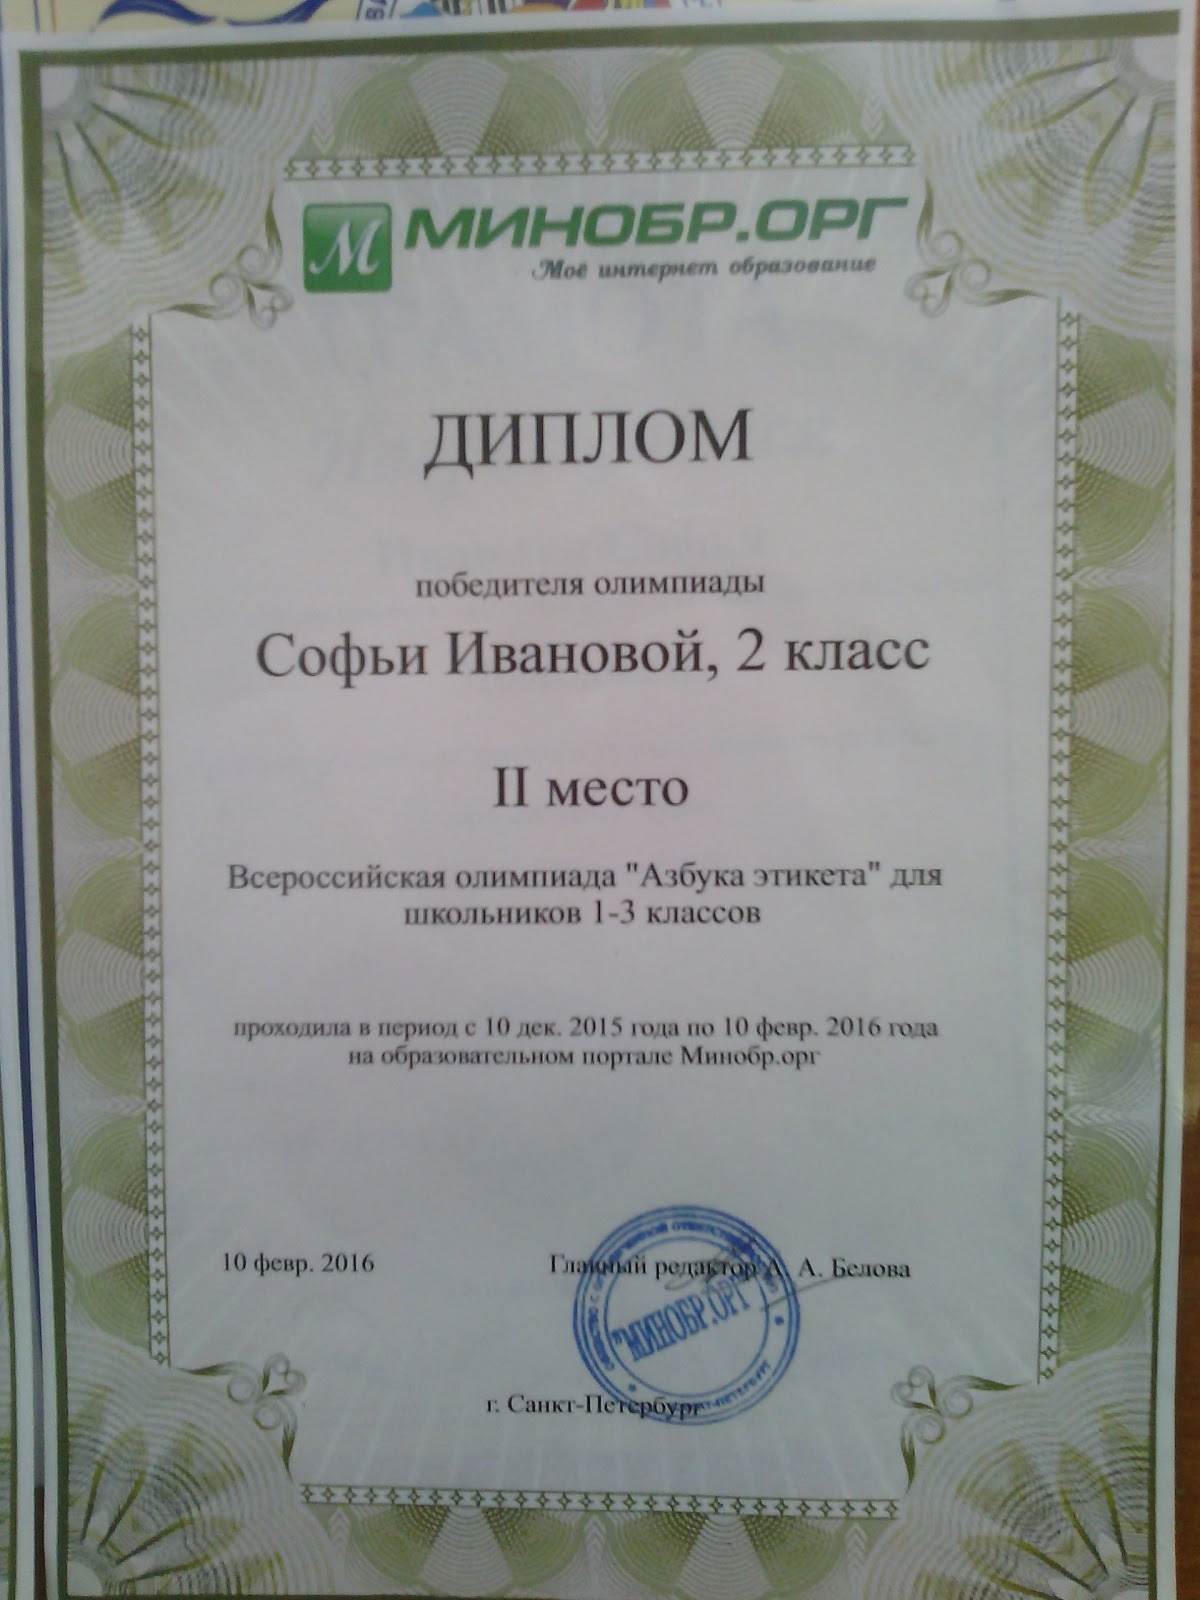 М МИНОБР.ОРГ
Моё интернет образование
ДИПЛОМ
победителя олимпиады
Софьи Ивановой, 2 класс
II место
Всероссийская олимпиада "Азбука этикета" для
школьников 1-3 классов
проходила в период с 10 дек. 2015 года по 10 февр. 2016 года
на образовательном портале Минобр.орг
10 февр. 2016
Главный редактор А. А. Белова
"МИНОБР.ОРГ"
г. Санкт-Петербург